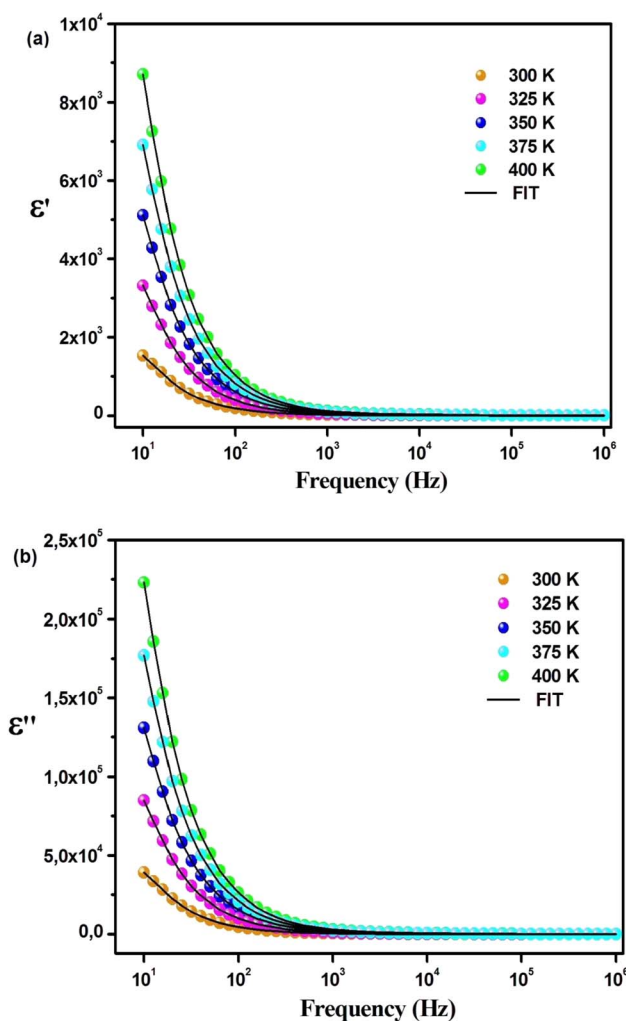 (a)
1x10⁴
8x10³
6x10³
4x10³
2x10³
0
ε'
300 K
325 K
350 K
375 K
400 K
FIT
10¹ 10² 10³ 10⁴ 10⁵ 10⁶
Frequency (Hz)
(b)
2,5x10⁵
2,0x10⁵
1,5x10⁵
1,0x10⁵
5,0x10⁴
0,0
ε''
300 K
325 K
350 K
375 K
400 K
FIT
10¹ 10² 10³ 10⁴ 10⁵ 10⁶
Frequency (Hz)